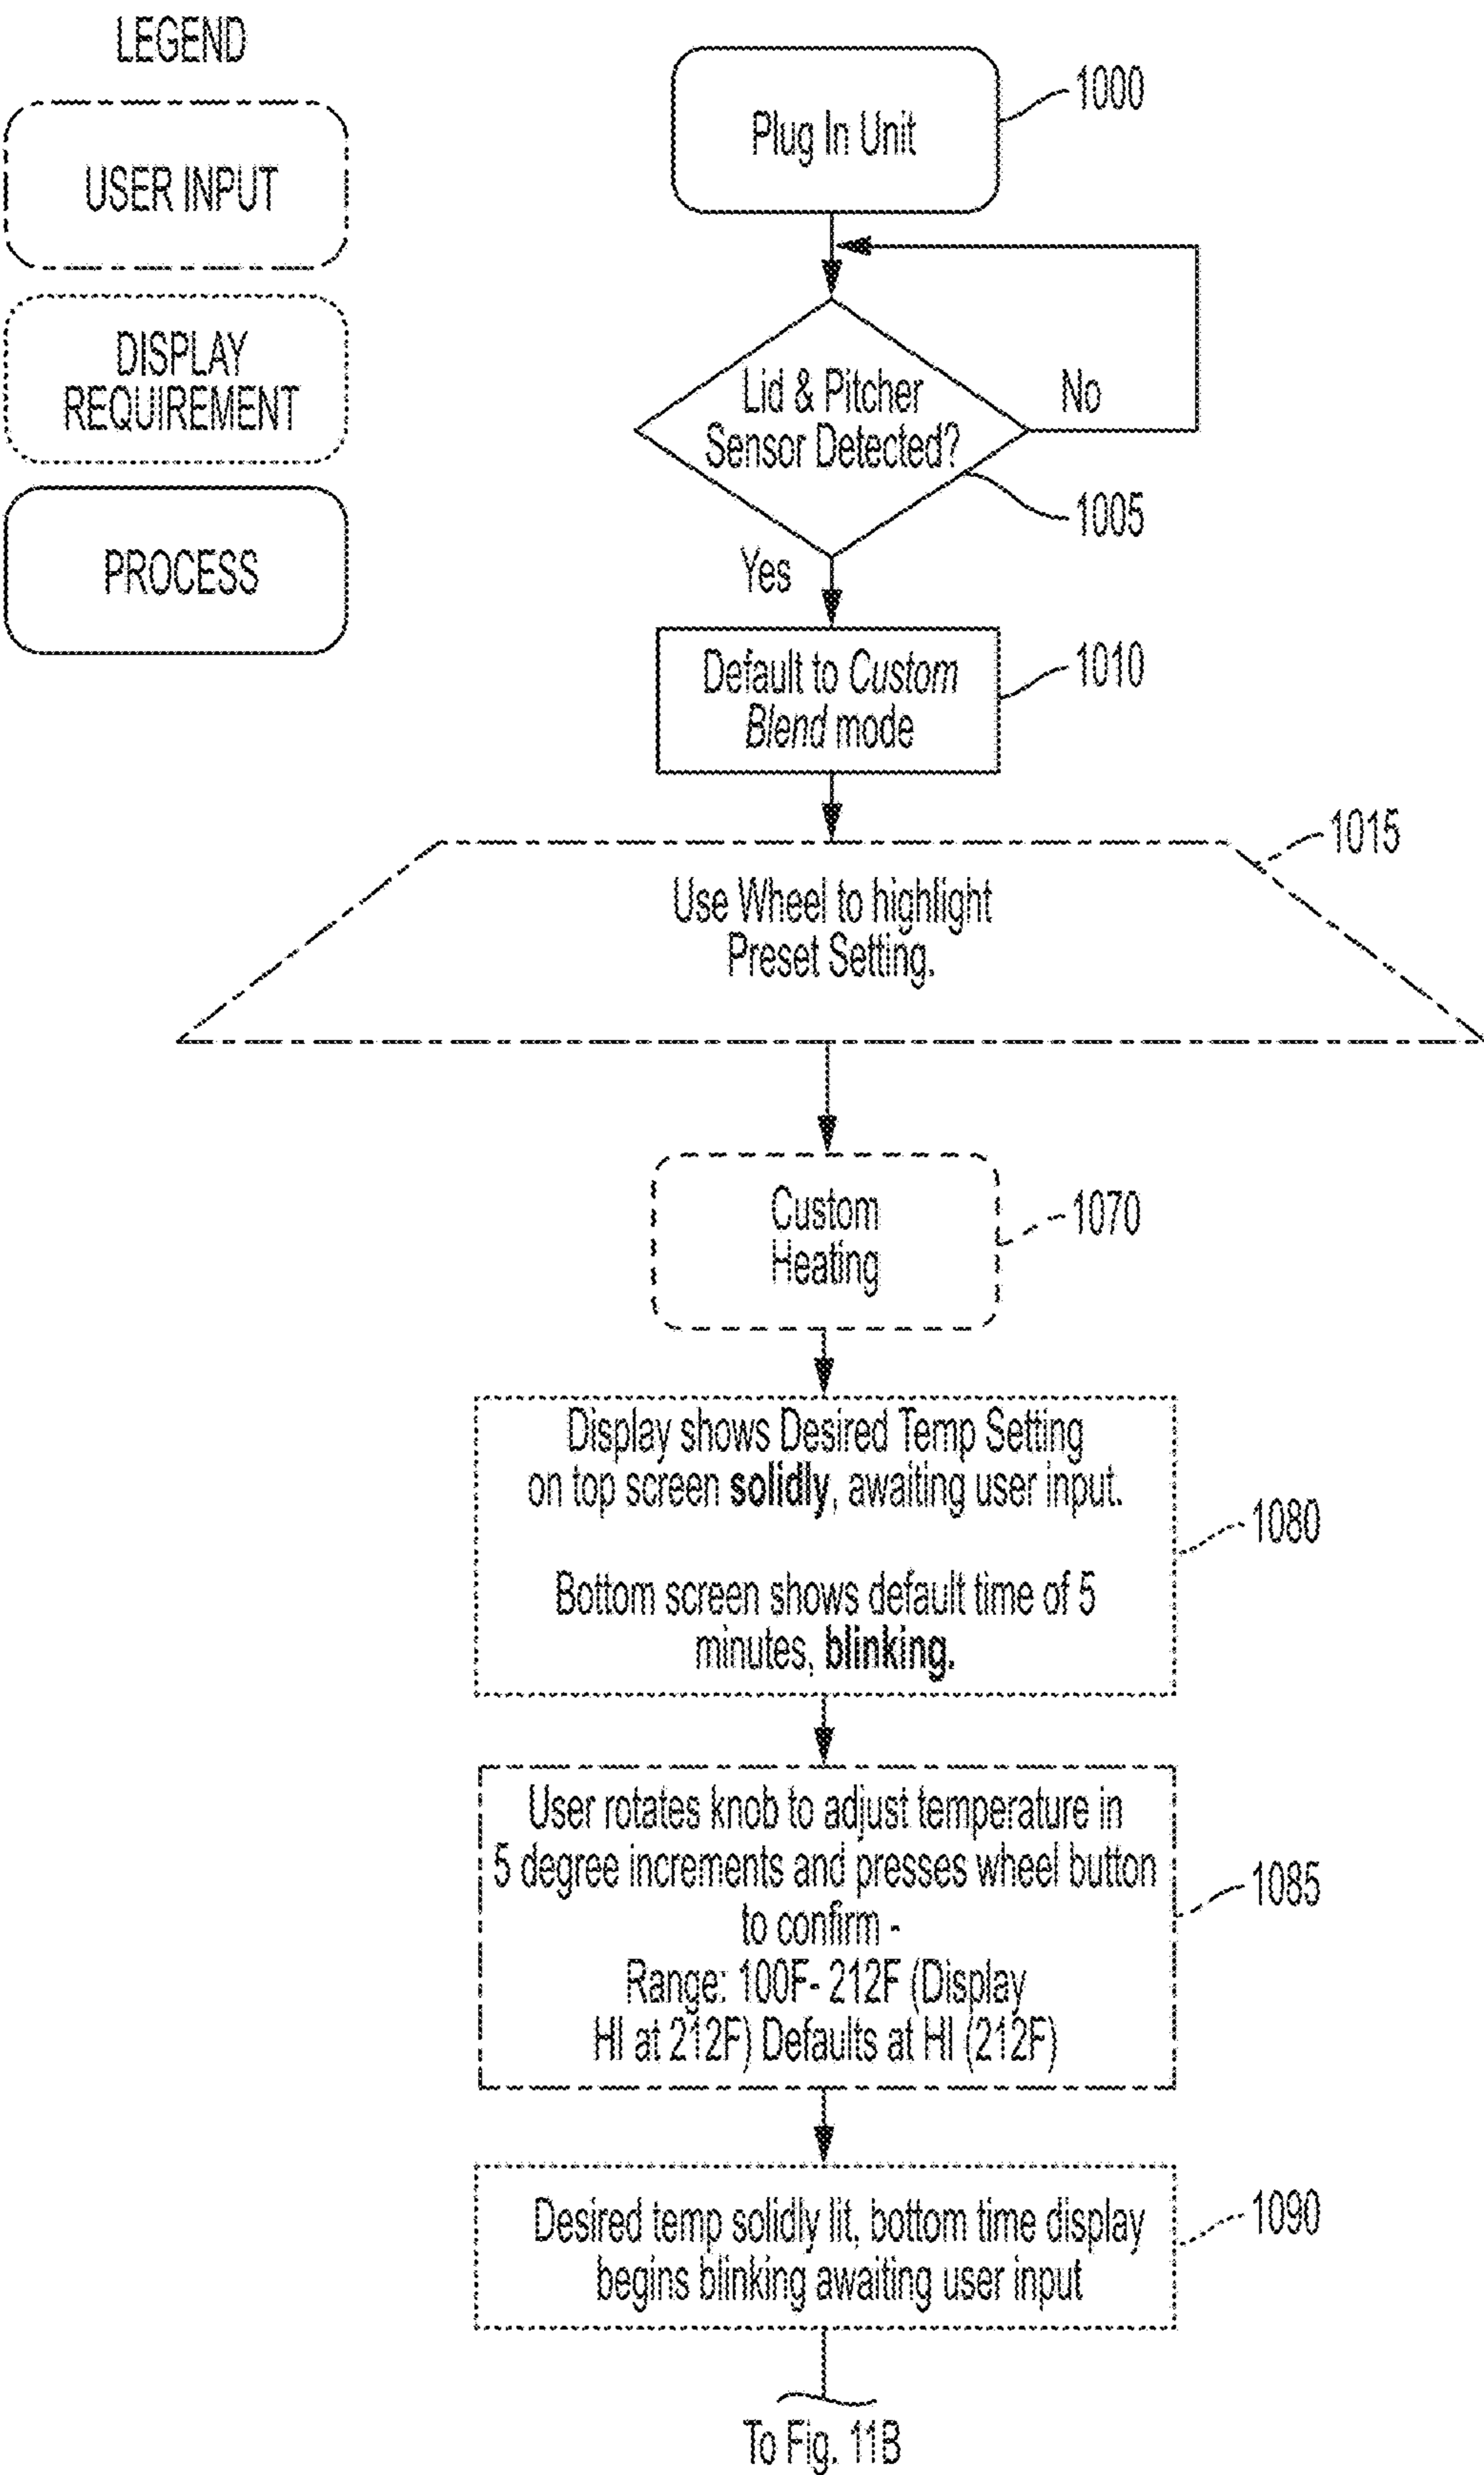 LEGEND
USER INPUT
DISPLAY
REQUIREMENT
PROCESS
Plug In Unit
1000
Lid & Pitcher
Sensor Detected?
No
1005
Yes
Default to Custom
Blend mode
1010
Use Wheel to highlight
Preset Setting.
1015
Custom
Heating
1070
Display shows Desired Temp Setting
on top screen solidly, awaiting user input.
Bottom screen shows default time of 5
minutes, blinking.
1080
User rotates knob to adjust temperature in
5 degree increments and presses wheel button
to confirm -
Range: 100F- 212F (Display
HI at 212F) Defaults at HI (212F)
1085
Desired temp solidly lit, bottom time display
begins blinking awaiting user input
1090
To Fig. 11B